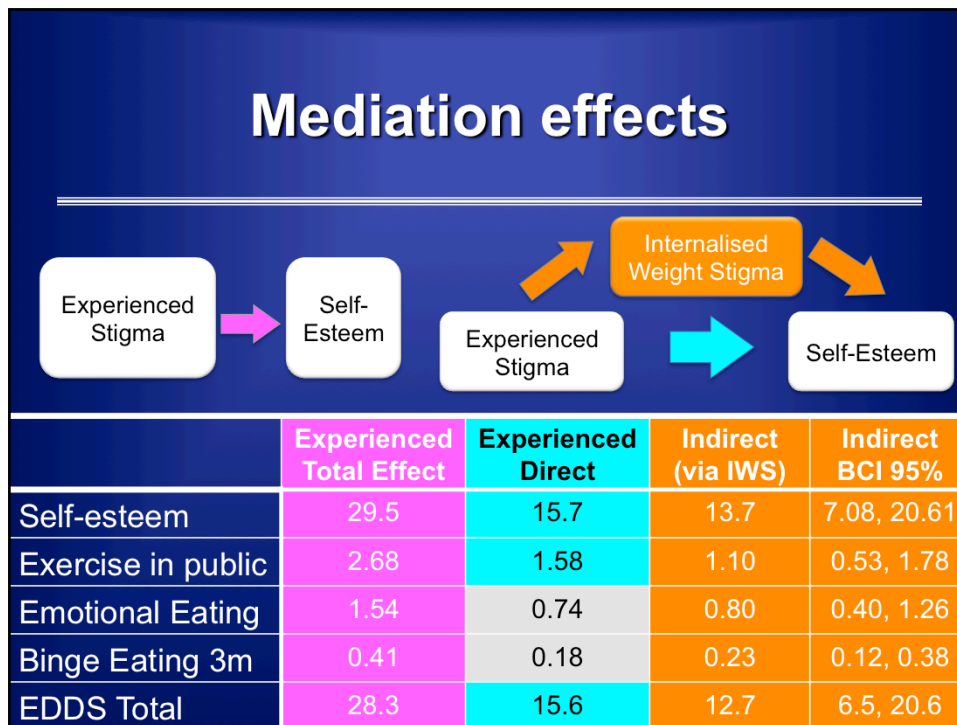 Mediation effects
Experienced
Stigma
Self-
Esteem
Internalised
Weight Stigma
Experienced
Stigma
Self-Esteem
Experienced
Total Effect
Experienced
Direct
Indirect
(via IWS)
Indirect
BCI 95%
Self-esteem 29.5 15.7 13.7 7.08, 20.61
Exercise in public 2.68 1.58 1.10 0.53, 1.78
Emotional Eating 1.54 0.74 0.80 0.40, 1.26
Binge Eating 3m 0.41 0.18 0.23 0.12, 0.38
EDDS Total 28.3 15.6 12.7 6.5, 20.6